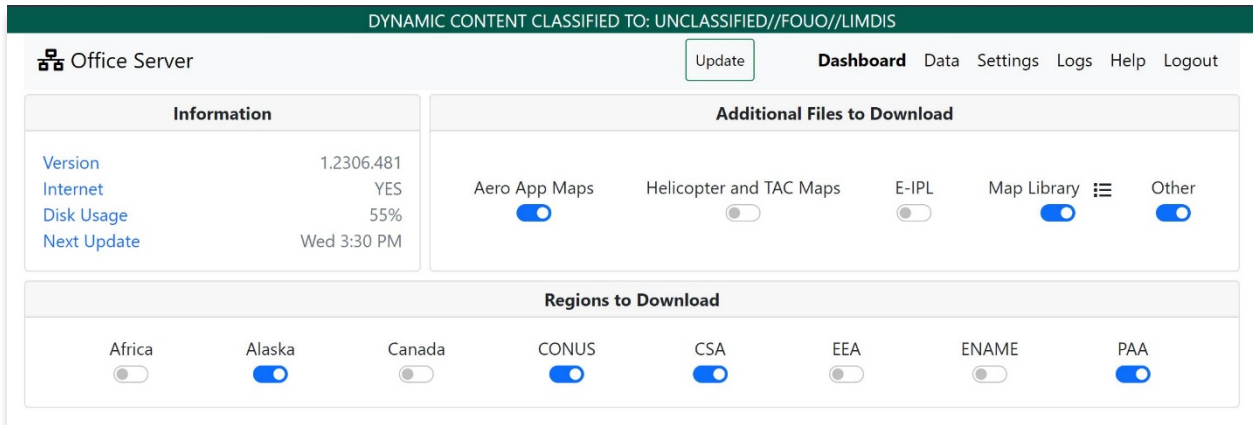 DYNAMIC CONTENT CLASSIFIED TO: UNCLASSIFIED//FOUO//LIMDIS
Office Server Update Dashboard Data Settings Logs Help Logout
Information
Version 1.2306.481
Internet YES
Disk Usage 55%
Next Update Wed 3:30 PM
Additional Files to Download
Aero App Maps Helicopter and TAC Maps E-IPL Map Library Other
Regions to Download
Africa Alaska Canada CONUS CSA EEA ENAME PAA